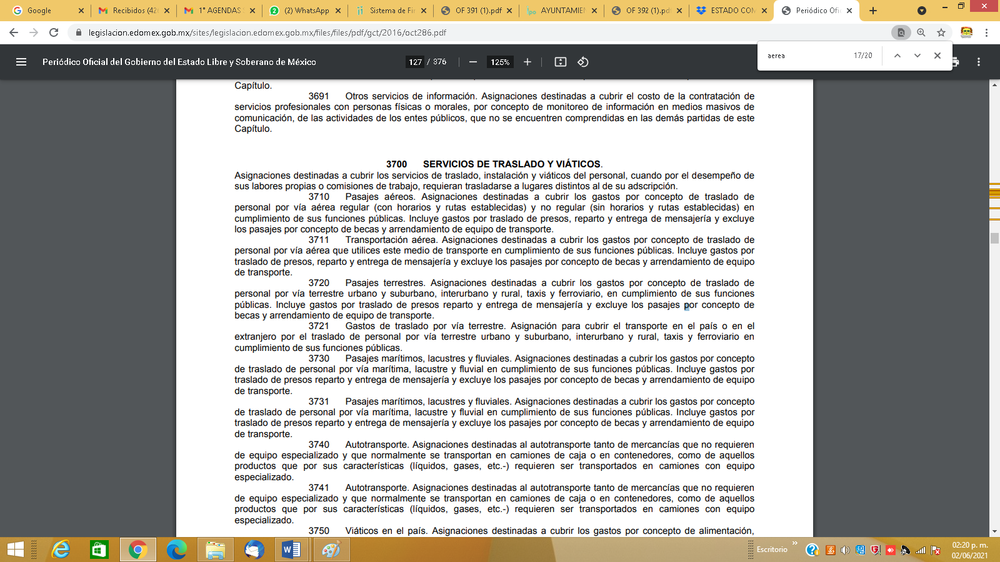 Google
Recibidos (42
1° AGENDAS
(2) WhatsApp
Sistema de Fi
OF 391 (1).pdf
AYUNTAMIE
OF 392 (1).pd
ESTADO CON
Periódico Ofi
legislacion.edomex.gob.mx/sites/legislacion.edomex.gob.mx/files/files/pdf/gct/2016/oct286.pdf
Periódico Oficial del Gobierno del Estado Libre y Soberano de México
127 / 376
125%
aerea 17/20
Capítulo.
3691 Otros servicios de información. Asignaciones destinadas a cubrir el costo de la contratación de
servicios profesionales con personas físicas o morales, por concepto de monitoreo de información en medios masivos de
comunicación, de las actividades de los entes públicos, que no se encuentren comprendidas en las demás partidas de este
Capítulo.
3700 SERVICIOS DE TRASLADO Y VIÁTICOS.
Asignaciones destinadas a cubrir los servicios de traslado, instalación y viáticos del personal, cuando por el desempeño de
sus labores propias o comisiones de trabajo, requieran trasladarse a lugares distintos al de su adscripción.
3710 Pasajes aéreos. Asignaciones destinadas a cubrir los gastos por concepto de traslado de
personal por vía aérea regular (con horarios y rutas establecidas) y no regular (sin horarios y rutas establecidas) en
cumplimiento de sus funciones públicas. Incluye gastos por traslado de presos, reparto y entrega de mensajería y excluye
los pasajes por concepto de becas y arrendamiento de equipo de transporte.
3711 Transportación aérea. Asignaciones destinadas a cubrir los gastos por concepto de traslado de
personal por vía aérea que utilices este medio de transporte en cumplimiento de sus funciones públicas. Incluye gastos por
traslado de presos, reparto y entrega de mensajería y excluye los pasajes por concepto de becas y arrendamiento de equipo
de transporte.
3720 Pasajes terrestres. Asignaciones destinadas a cubrir los gastos por concepto de traslado de
personal por vía terrestre urbano y suburbano, interurbano y rural, taxis y ferroviario, en cumplimiento de sus funciones
públicas. Incluye gastos por traslado de presos reparto y entrega de mensajería y excluye los pasajes por concepto de
becas y arrendamiento de equipo de transporte.
3721 Gastos de traslado por vía terrestre. Asignación para cubrir el transporte en el país o en el
extranjero por el traslado de personal por vía terrestre urbano y suburbano, interurbano y rural, taxis y ferroviario en
cumplimiento de sus funciones públicas.
3730 Pasajes marítimos, lacustres y fluviales. Asignaciones destinadas a cubrir los gastos por concepto
de traslado de personal por vía marítima, lacustre y fluvial en cumplimiento de sus funciones públicas. Incluye gastos por
traslado de presos reparto y entrega de mensajería y excluye los pasajes por concepto de becas y arrendamiento de equipo
de transporte.
3731 Pasajes marítimos, lacustres y fluviales. Asignaciones destinadas a cubrir los gastos por concepto
de traslado de personal por vía marítima, lacustre y fluvial en cumplimiento de sus funciones públicas. Incluye gastos por
traslado de presos reparto y entrega de mensajería y excluye los pasajes por concepto de becas y arrendamiento de equipo
de transporte.
3740 Autotransporte. Asignaciones destinadas al autotransporte tanto de mercancías que no requieren
de equipo especializado y que normalmente se transportan en camiones de caja o en contenedores, como de aquellos
productos que por sus características (líquidos, gases, etc.-) requieren ser transportados en camiones con equipo
especializado.
3741 Autotransporte. Asignaciones destinadas al autotransporte tanto de mercancías que no requieren
de equipo especializado y que normalmente se transportan en camiones de caja o en contenedores, como de aquellos
productos que por sus características (líquidos, gases, etc.-) requieren ser transportados en camiones con equipo
especializado.
3750 Viáticos en el país. Asignaciones destinadas a cubrir los gastos por concepto de alimentación,
Escritorio
02:20 p. m.
02/06/2021